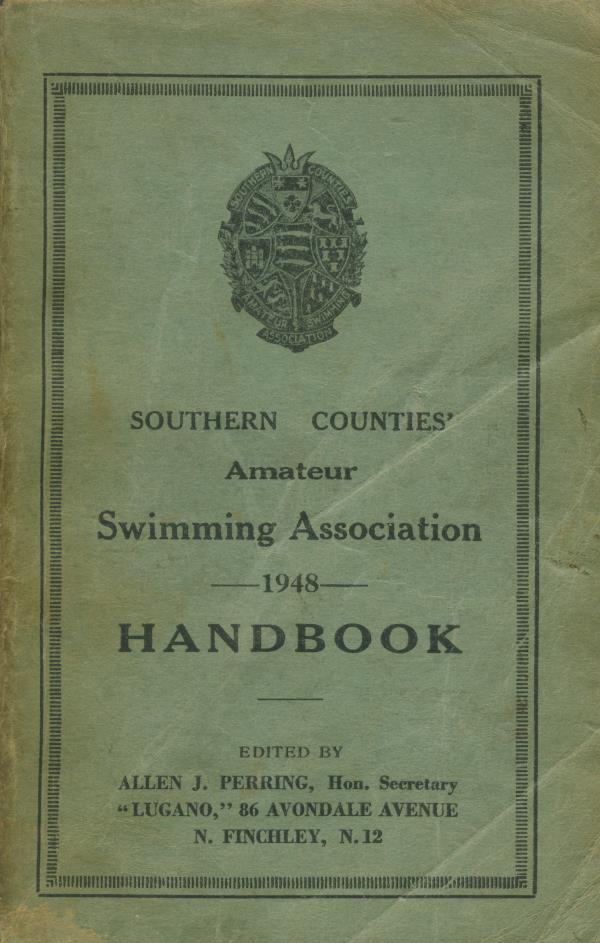 SOUTHERN COUNTIES
AMATEUR SWIMMING
ASSOCIATION
SOUTHERN COUNTIES'
Amateur
Swimming Association
—1948—
HANDBOOK
EDITED BY
ALLEN J. PERRING, Hon. Secretary
"LUGANO," 86 AVONDALE AVENUE
N. FINCHLEY, N.12